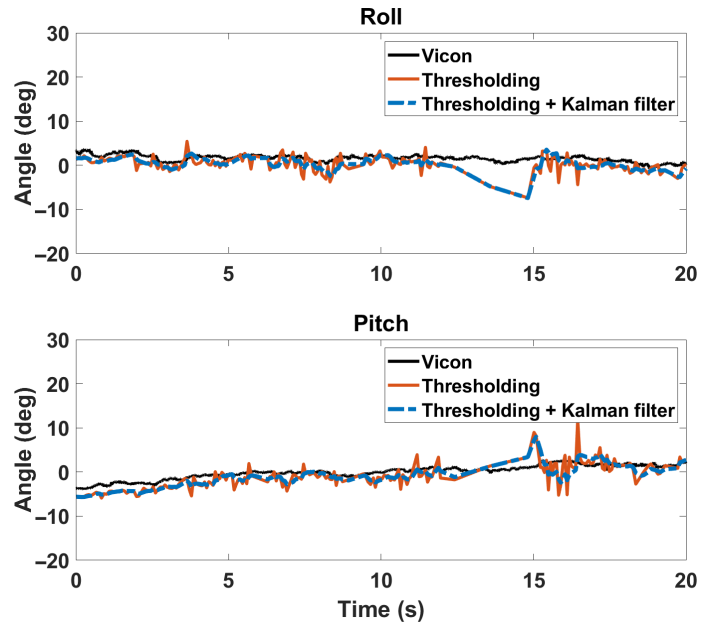 Roll
30
20
10
0
−10
−20
Angle (deg)
Vicon
Thresholding
Thresholding + Kalman filter
0 5 10 15 20
Pitch
30
20
10
0
−10
−20
Angle (deg)
Vicon
Thresholding
Thresholding + Kalman filter
0 5 10 15 20
Time (s)